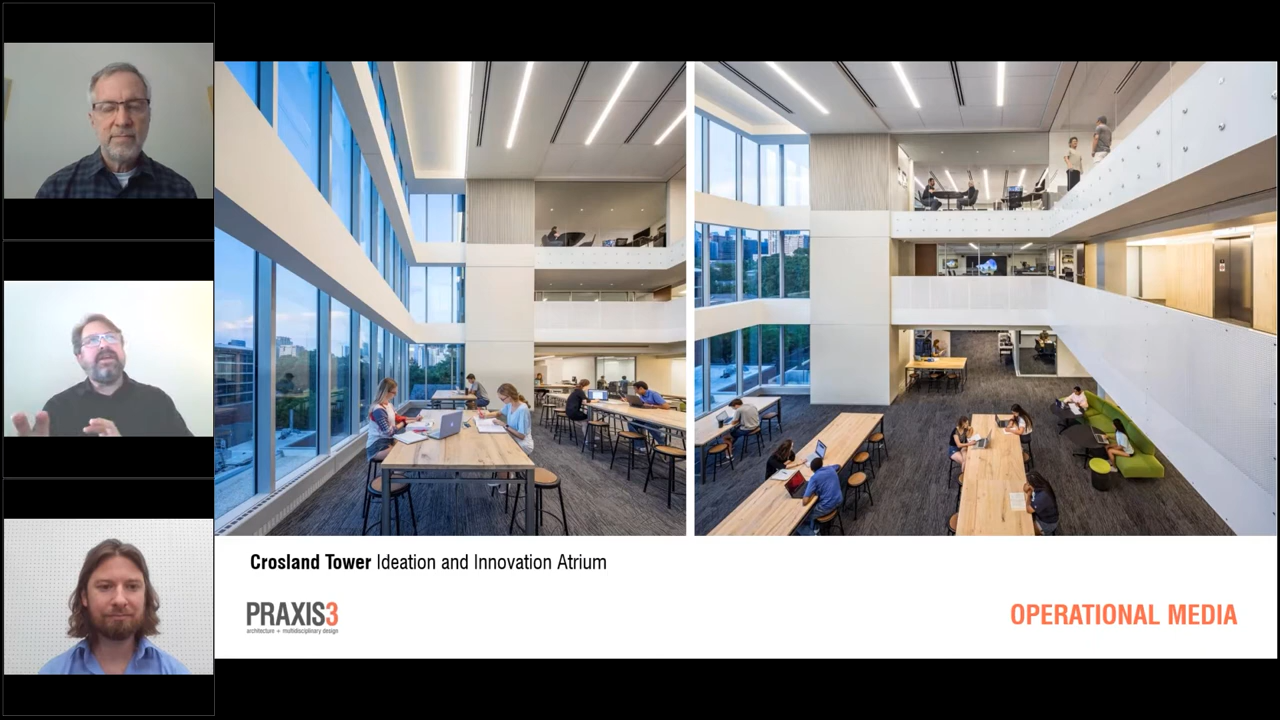 Crosland Tower Ideation and Innovation Atrium
PRAXIS3
architecture + multidisciplinary design
OPERATIONAL MEDIA